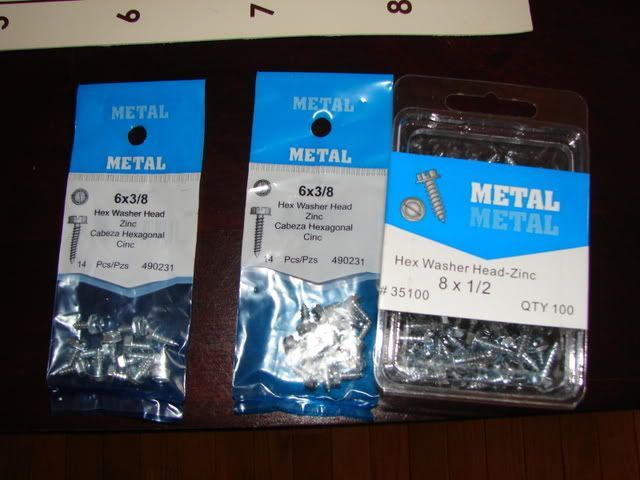 5 6 7 8
METAL
METAL
6x3/8
Hex Washer Head
Zinc
Cabeza Hexagonal
Cinc
14 Pcs/Pzs 490231
METAL
METAL
6x3/8
Hex Washer Head
Zinc
Cabeza Hexagonal
Cinc
14 Pcs/Pzs 490231
METAL
METAL
Hex Washer Head-Zinc
8 x 1/2
# 35100
QTY 100